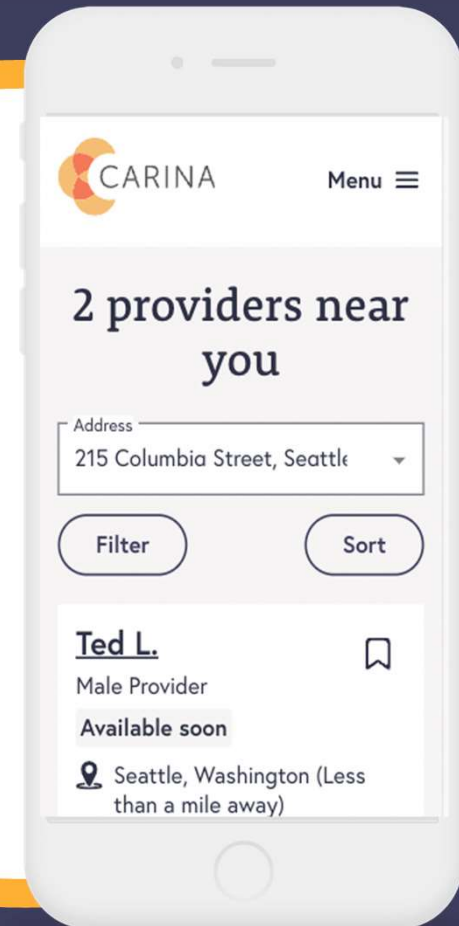 CARINA
Menu
2 providers near
you
Address
215 Columbia Street, Seattle
Filter
Sort
Ted L.
Male Provider
Available soon
Seattle, Washington (Less
than a mile away)